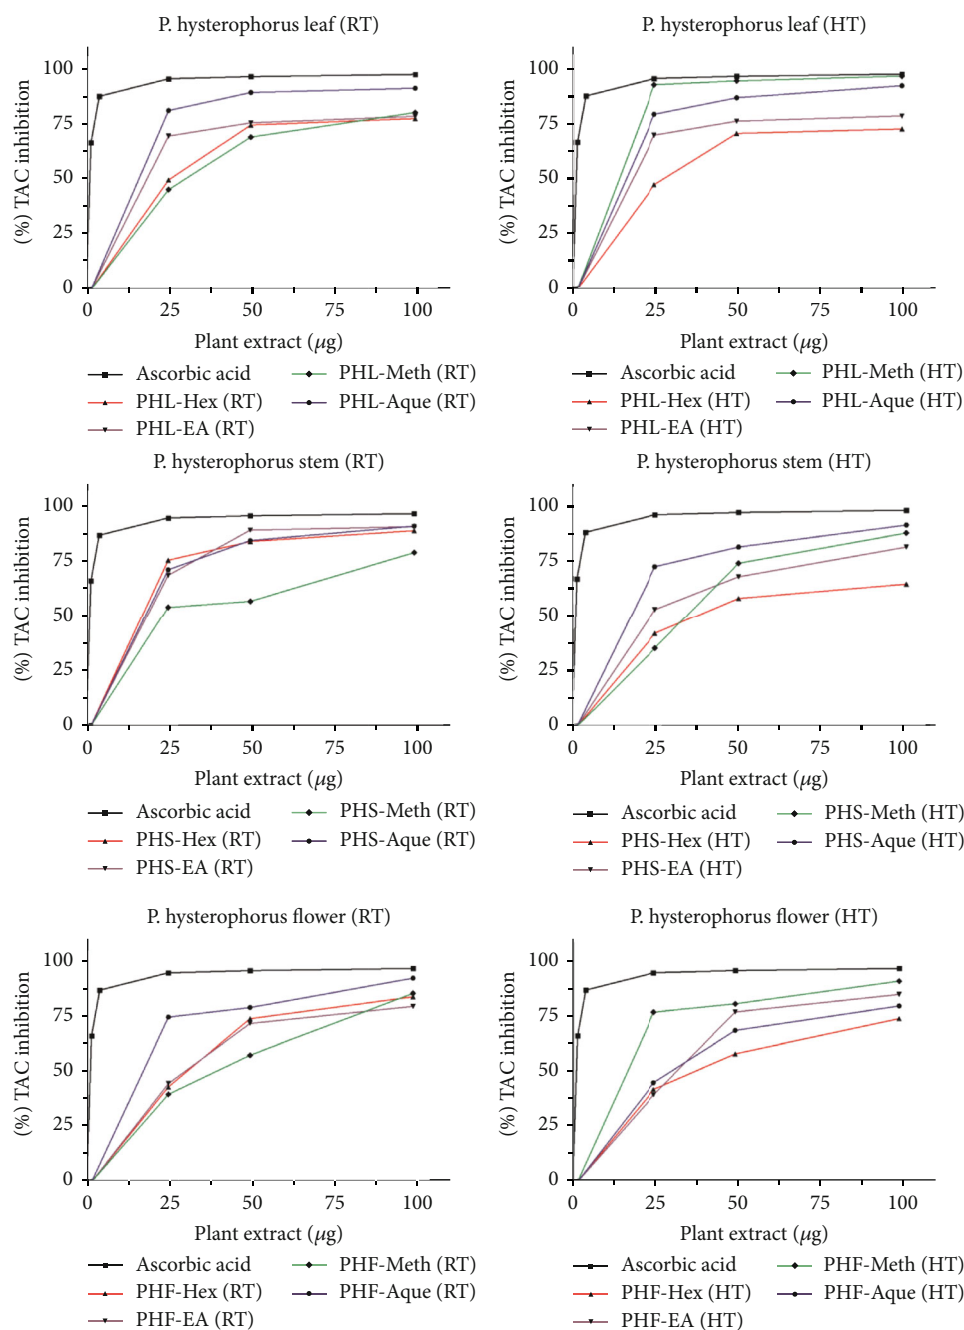 P. hysterophorus leaf (RT)
(%) TAC inhibition
100
75
50
25
0
0 25 50 75 100
Plant extract (μg)
Ascorbic acid
PHL-Hex (RT)
PHL-EA (RT)
PHL-Meth (RT)
PHL-Aque (RT)
P. hysterophorus leaf (HT)
(%) TAC inhibition
100
75
50
25
0
0 25 50 75 100
Plant extract (μg)
Ascorbic acid
PHL-Hex (HT)
PHL-EA (HT)
PHL-Meth (HT)
PHL-Aque (HT)
P. hysterophorus stem (RT)
(%) TAC inhibition
100
75
50
25
0
0 25 50 75 100
Plant extract (μg)
Ascorbic acid
PHS-Hex (RT)
PHS-EA (RT)
PHS-Meth (RT)
PHS-Aque (RT)
P. hysterophorus stem (HT)
(%) TAC inhibition
100
75
50
25
0
0 25 50 75 100
Plant extract (μg)
Ascorbic acid
PHS-Hex (HT)
PHS-EA (HT)
PHS-Meth (HT)
PHS-Aque (HT)
P. hysterophorus flower (RT)
(%) TAC inhibition
100
75
50
25
0
0 25 50 75 100
Plant extract (μg)
Ascorbic acid
PHF-Hex (RT)
PHF-EA (RT)
PHF-Meth (RT)
PHF-Aque (RT)
P. hysterophorus flower (HT)
(%) TAC inhibition
100
75
50
25
0
0 25 50 75 100
Plant extract (μg)
Ascorbic acid
PHF-Hex (HT)
PHF-EA (HT)
PHF-Meth (HT)
PHF-Aque (HT)